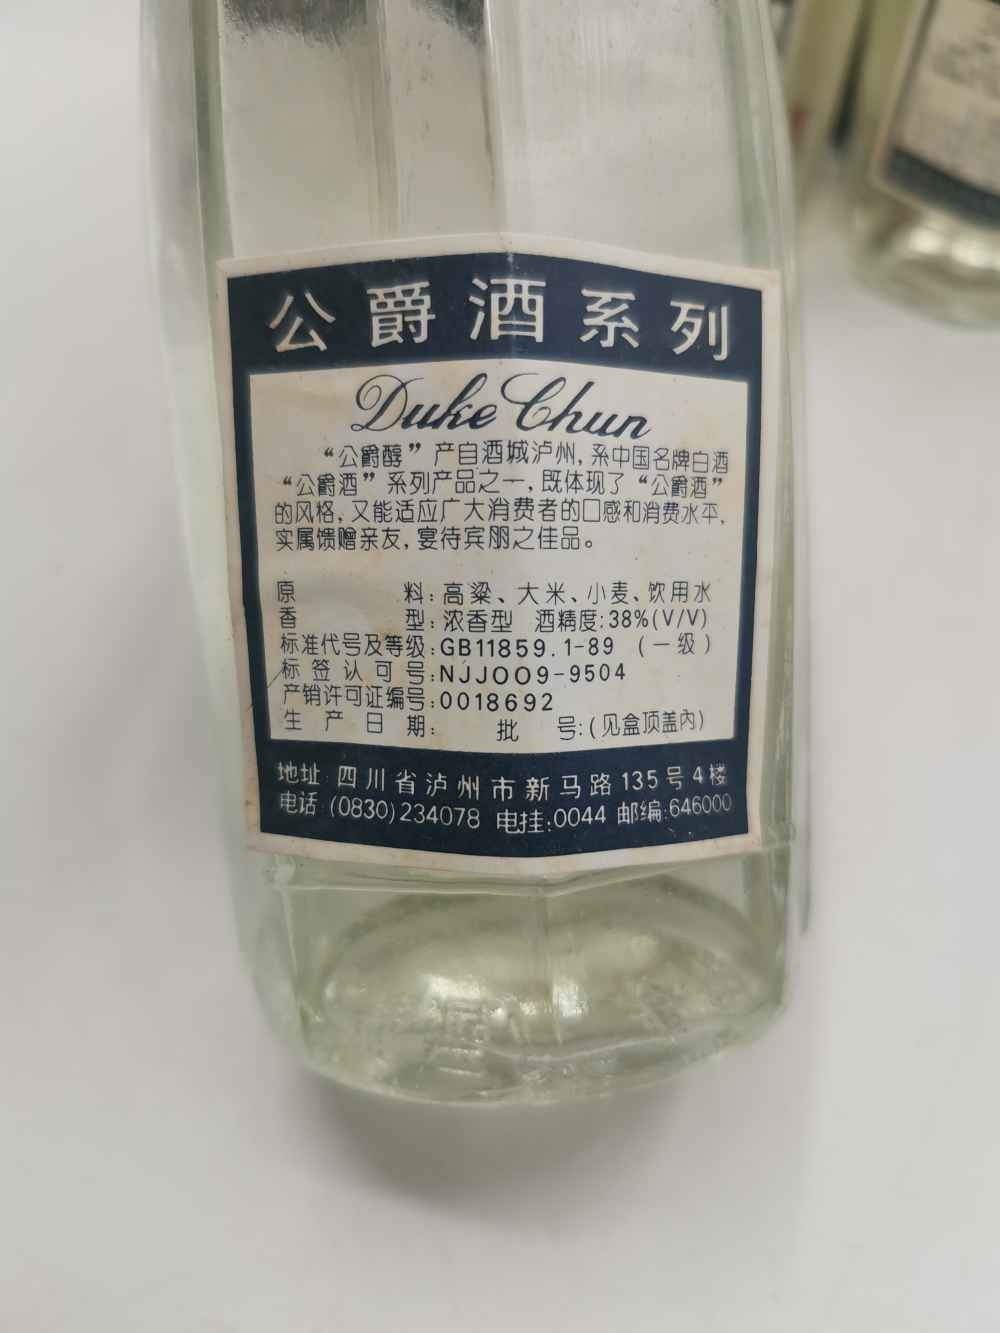 公爵酒系列
Duke Chun
“公爵醇”产自酒城泸州,系中国名牌白酒
“公爵酒”系列产品之一,既体现了“公爵酒”
的风格,又能适应广大消费者的口感和消费水平,
实属馈赠亲友,宴待宾朋之佳品。
原料:高粱、大米、小麦、饮用水
香型:浓香型 酒精度:38%(V/V)
标准代号及等级:GB11859.1-89 (一级)
标签认可号:NJJ009-9504
产销许可证编号:0018692
生产日期: 批号:(见盒顶盖内)
地址 四川省泸州市新马路135号4楼
电话 (0830)234078 电挂:0044 邮编:646000